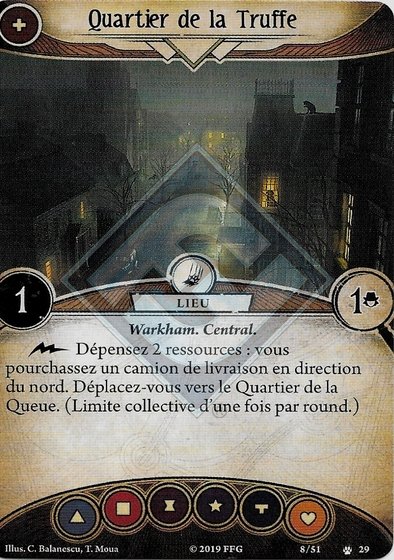 Quartier de la Truffe
1
LIEU
1
Warkham. Central.
Dépensez 2 ressources : vous
pourchassez un camion de livraison en direction
du nord. Déplacez-vous vers le Quartier de la
Queue. (Limite collective d'une fois par round.)
Illus. C. Balanescu, T. Moua
© 2019 FFG
8/51
29